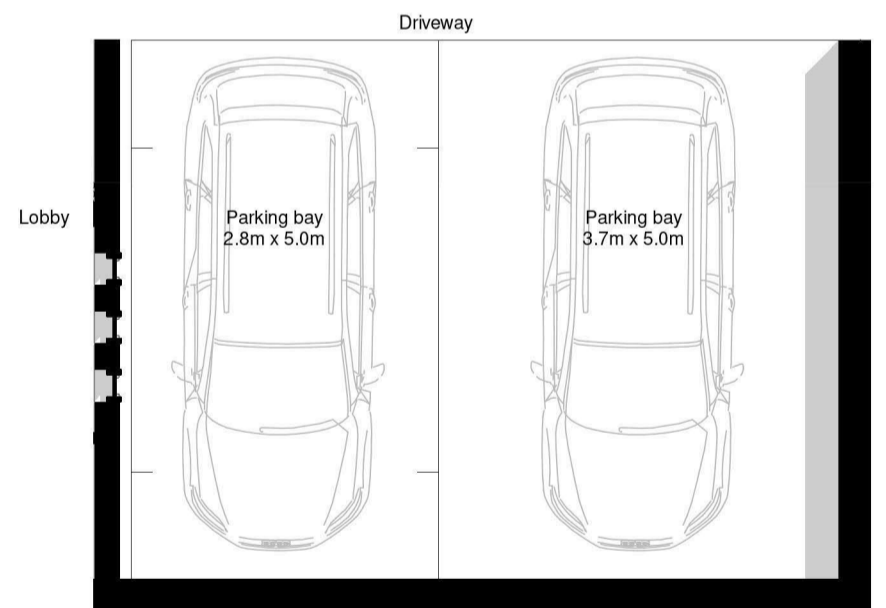 Driveway
Lobby
Parking bay
2.8m x 5.0m
Parking bay
3.7m x 5.0m